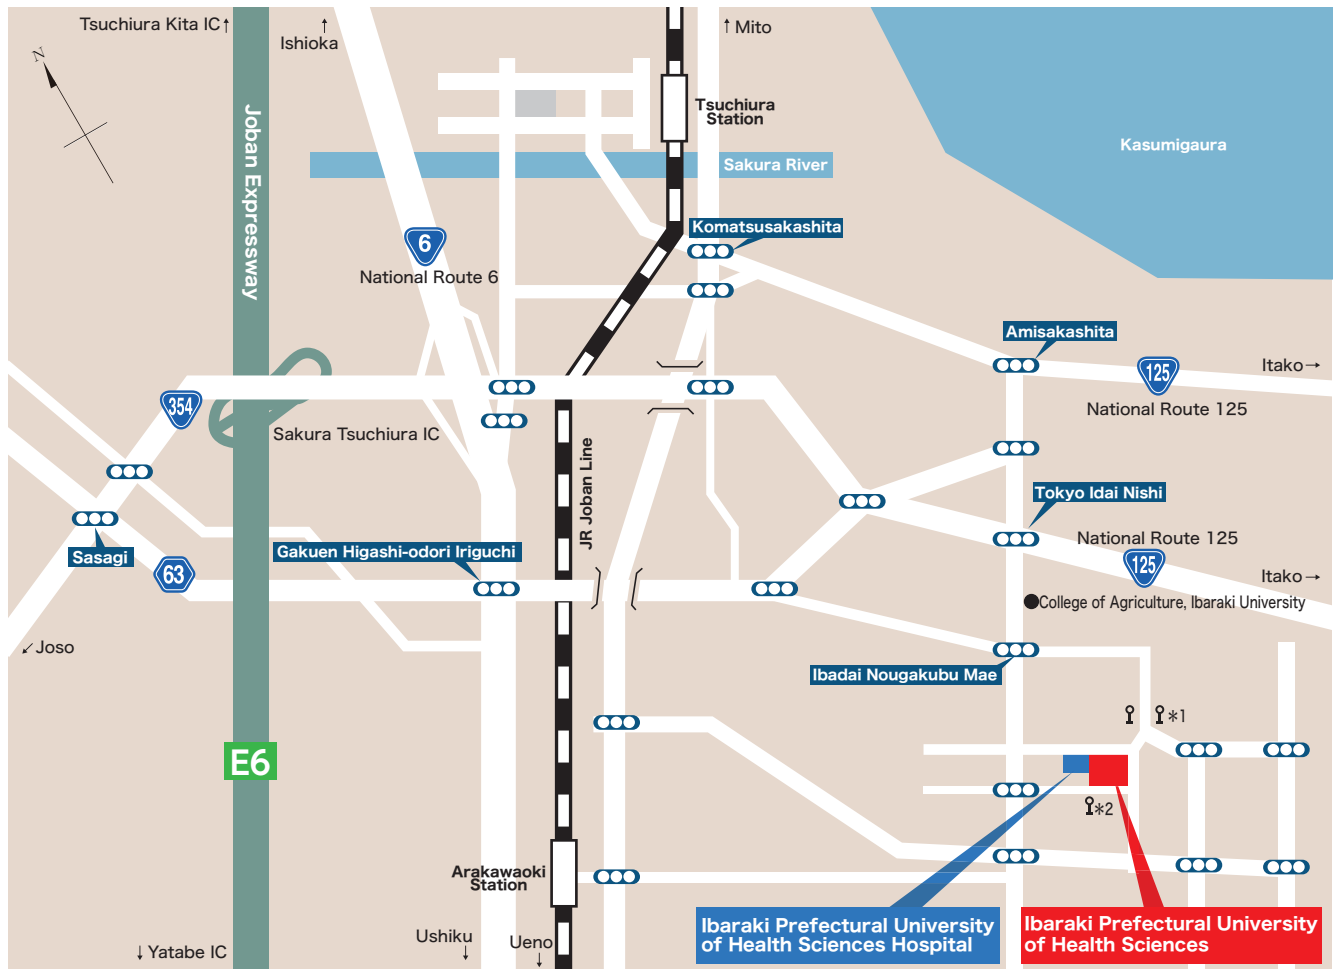 Tsuchiura Kita IC↑
↑
Ishioka
↑ Mito
N
Joban Expressway
Tsuchiura
Station
Kasumigaura
Sakura River
Komatsusakashita
6
National Route 6
Amisakashita
Itako→
125
National Route 125
354
Sakura Tsuchiura IC
JR Joban Line
Tokyo Idai Nishi
National Route 125
125
Itako→
Sasagi
63
Gakuen Higashi-odori Iriguchi
●College of Agriculture, Ibaraki University
↙Joso
Ibadai Nougakubu Mae
*1
E6
*2
Arakawaoki
Station
Ibaraki Prefectural University
of Health Sciences Hospital
Ibaraki Prefectural University
of Health Sciences
↓Yatabe IC
Ushiku
↓
Ueno
↓